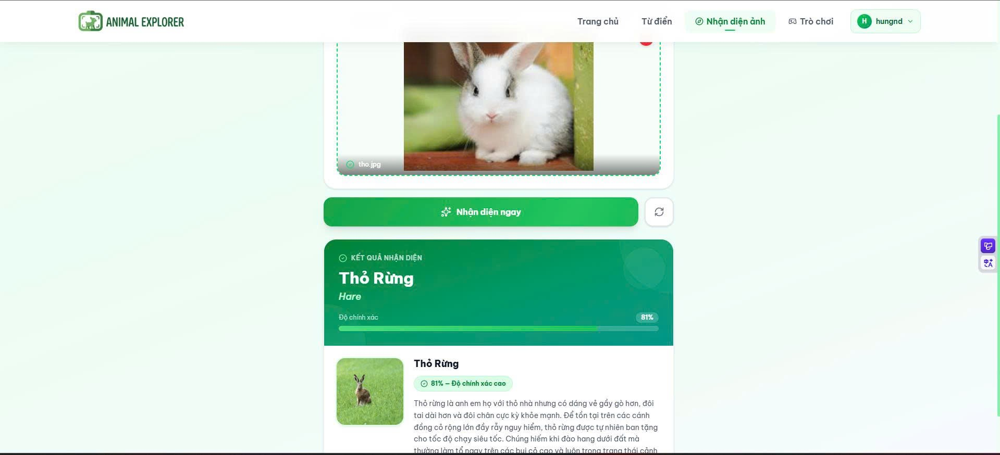 ANIMAL EXPLORER
Trang chủ
Từ điển
Nhận diện ảnh
Trò chơi
H
hungnd
tho.jpg
Nhận diện ngay
KẾT QUẢ NHẬN DIỆN
Thỏ Rừng
Hare
Độ chính xác
81%
Thỏ Rừng
81% – Độ chính xác cao
Thỏ rừng là anh em họ với thỏ nhà nhưng có dáng vẻ gầy gò hơn, đôi
tai dài hơn và đôi chân cực kỳ khỏe mạnh. Để tồn tại trên các cánh
đồng cỏ rộng lớn đầy rẫy nguy hiểm, thỏ rừng được tự nhiên ban tặng
cho tốc độ chạy siêu tốc. Chúng hiếm khi đào hang dưới đất mà
thường làm tổ ngay trên các bụi cỏ cao và luôn trong trạng thái cảnh